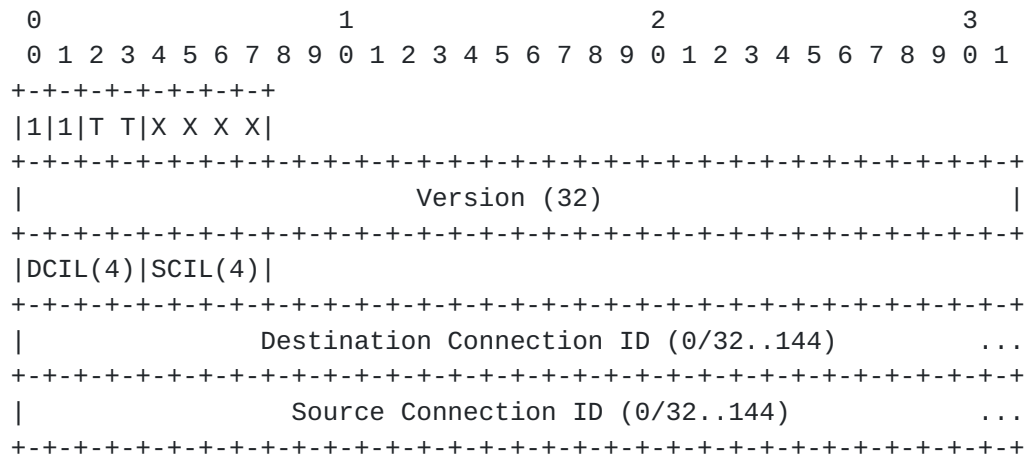 0                   1                   2                   3
 0 1 2 3 4 5 6 7 8 9 0 1 2 3 4 5 6 7 8 9 0 1 2 3 4 5 6 7 8 9 0 1
+-+-+-+-+-+-+-+-+
|1|1|T T|X X X X|
+-+-+-+-+-+-+-+-+-+-+-+-+-+-+-+-+-+-+-+-+-+-+-+-+-+-+-+-+-+-+-+-+
|                         Version (32)                          |
+-+-+-+-+-+-+-+-+-+-+-+-+-+-+-+-+-+-+-+-+-+-+-+-+-+-+-+-+-+-+-+-+
|DCIL(4)|SCIL(4)|
+-+-+-+-+-+-+-+-+-+-+-+-+-+-+-+-+-+-+-+-+-+-+-+-+-+-+-+-+-+-+-+-+
|               Destination Connection ID (0/32..144)         ...
+-+-+-+-+-+-+-+-+-+-+-+-+-+-+-+-+-+-+-+-+-+-+-+-+-+-+-+-+-+-+-+-+
|                 Source Connection ID (0/32..144)            ...
+-+-+-+-+-+-+-+-+-+-+-+-+-+-+-+-+-+-+-+-+-+-+-+-+-+-+-+-+-+-+-+-+